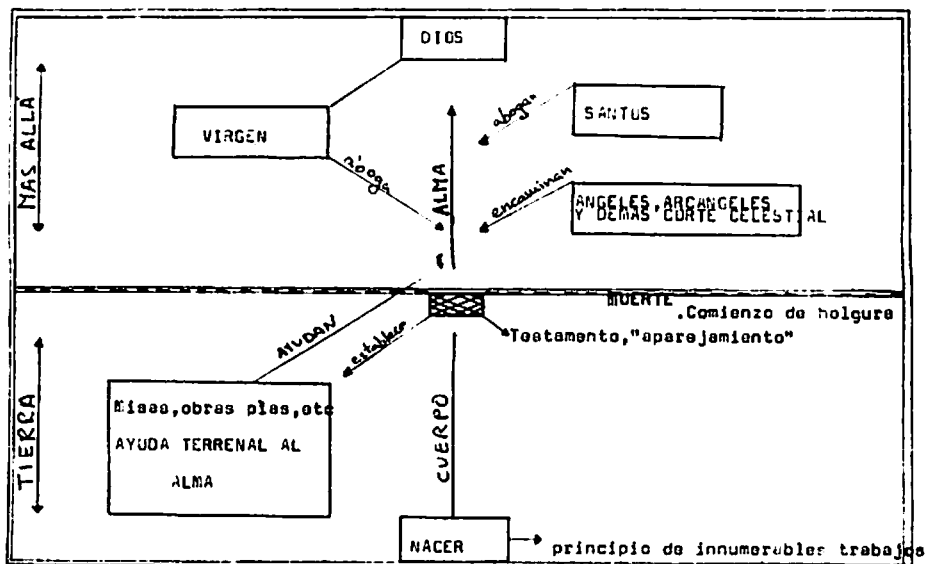 DIOS
MAS ALLA
VIRGEN
SANTOS
abogan
aboga
ALMA
encaminan
ANGELES, ARCANGELES
Y DEMAS CORTE CELESTIAL
MUERTE
.Comienzo de holgura
Testamento,"aparejamiento"
AYUDAN
establece
TIERRA
Misas,obras pias,etc
AYUDA TERRENAL AL
ALMA
CUERPO
NACER
principio de innumerables trabajos